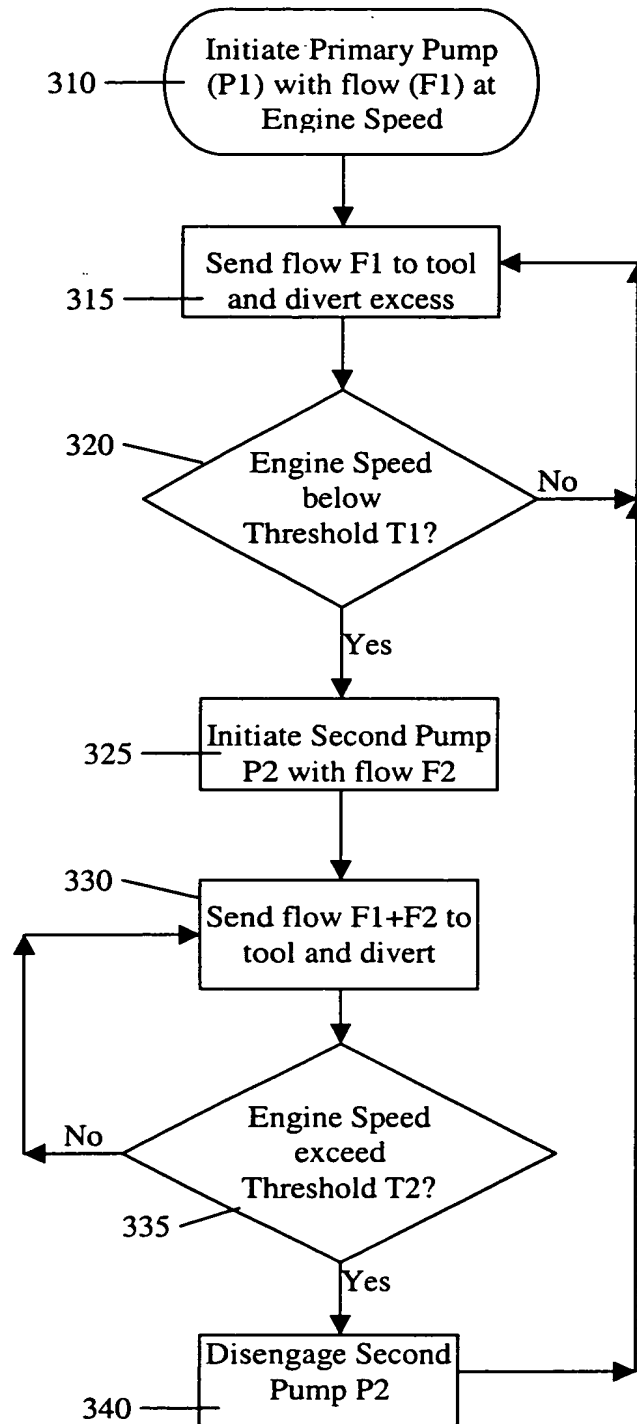 310
Initiate Primary Pump
(P1) with flow (F1) at
Engine Speed
315
Send flow F1 to tool
and divert excess
320
Engine Speed
below
Threshold T1?
No
Yes
325
Initiate Second Pump
P2 with flow F2
330
Send flow F1+F2 to
tool and divert
No
Engine Speed
exceed
Threshold T2?
335
Yes
Disengage Second
Pump P2
340